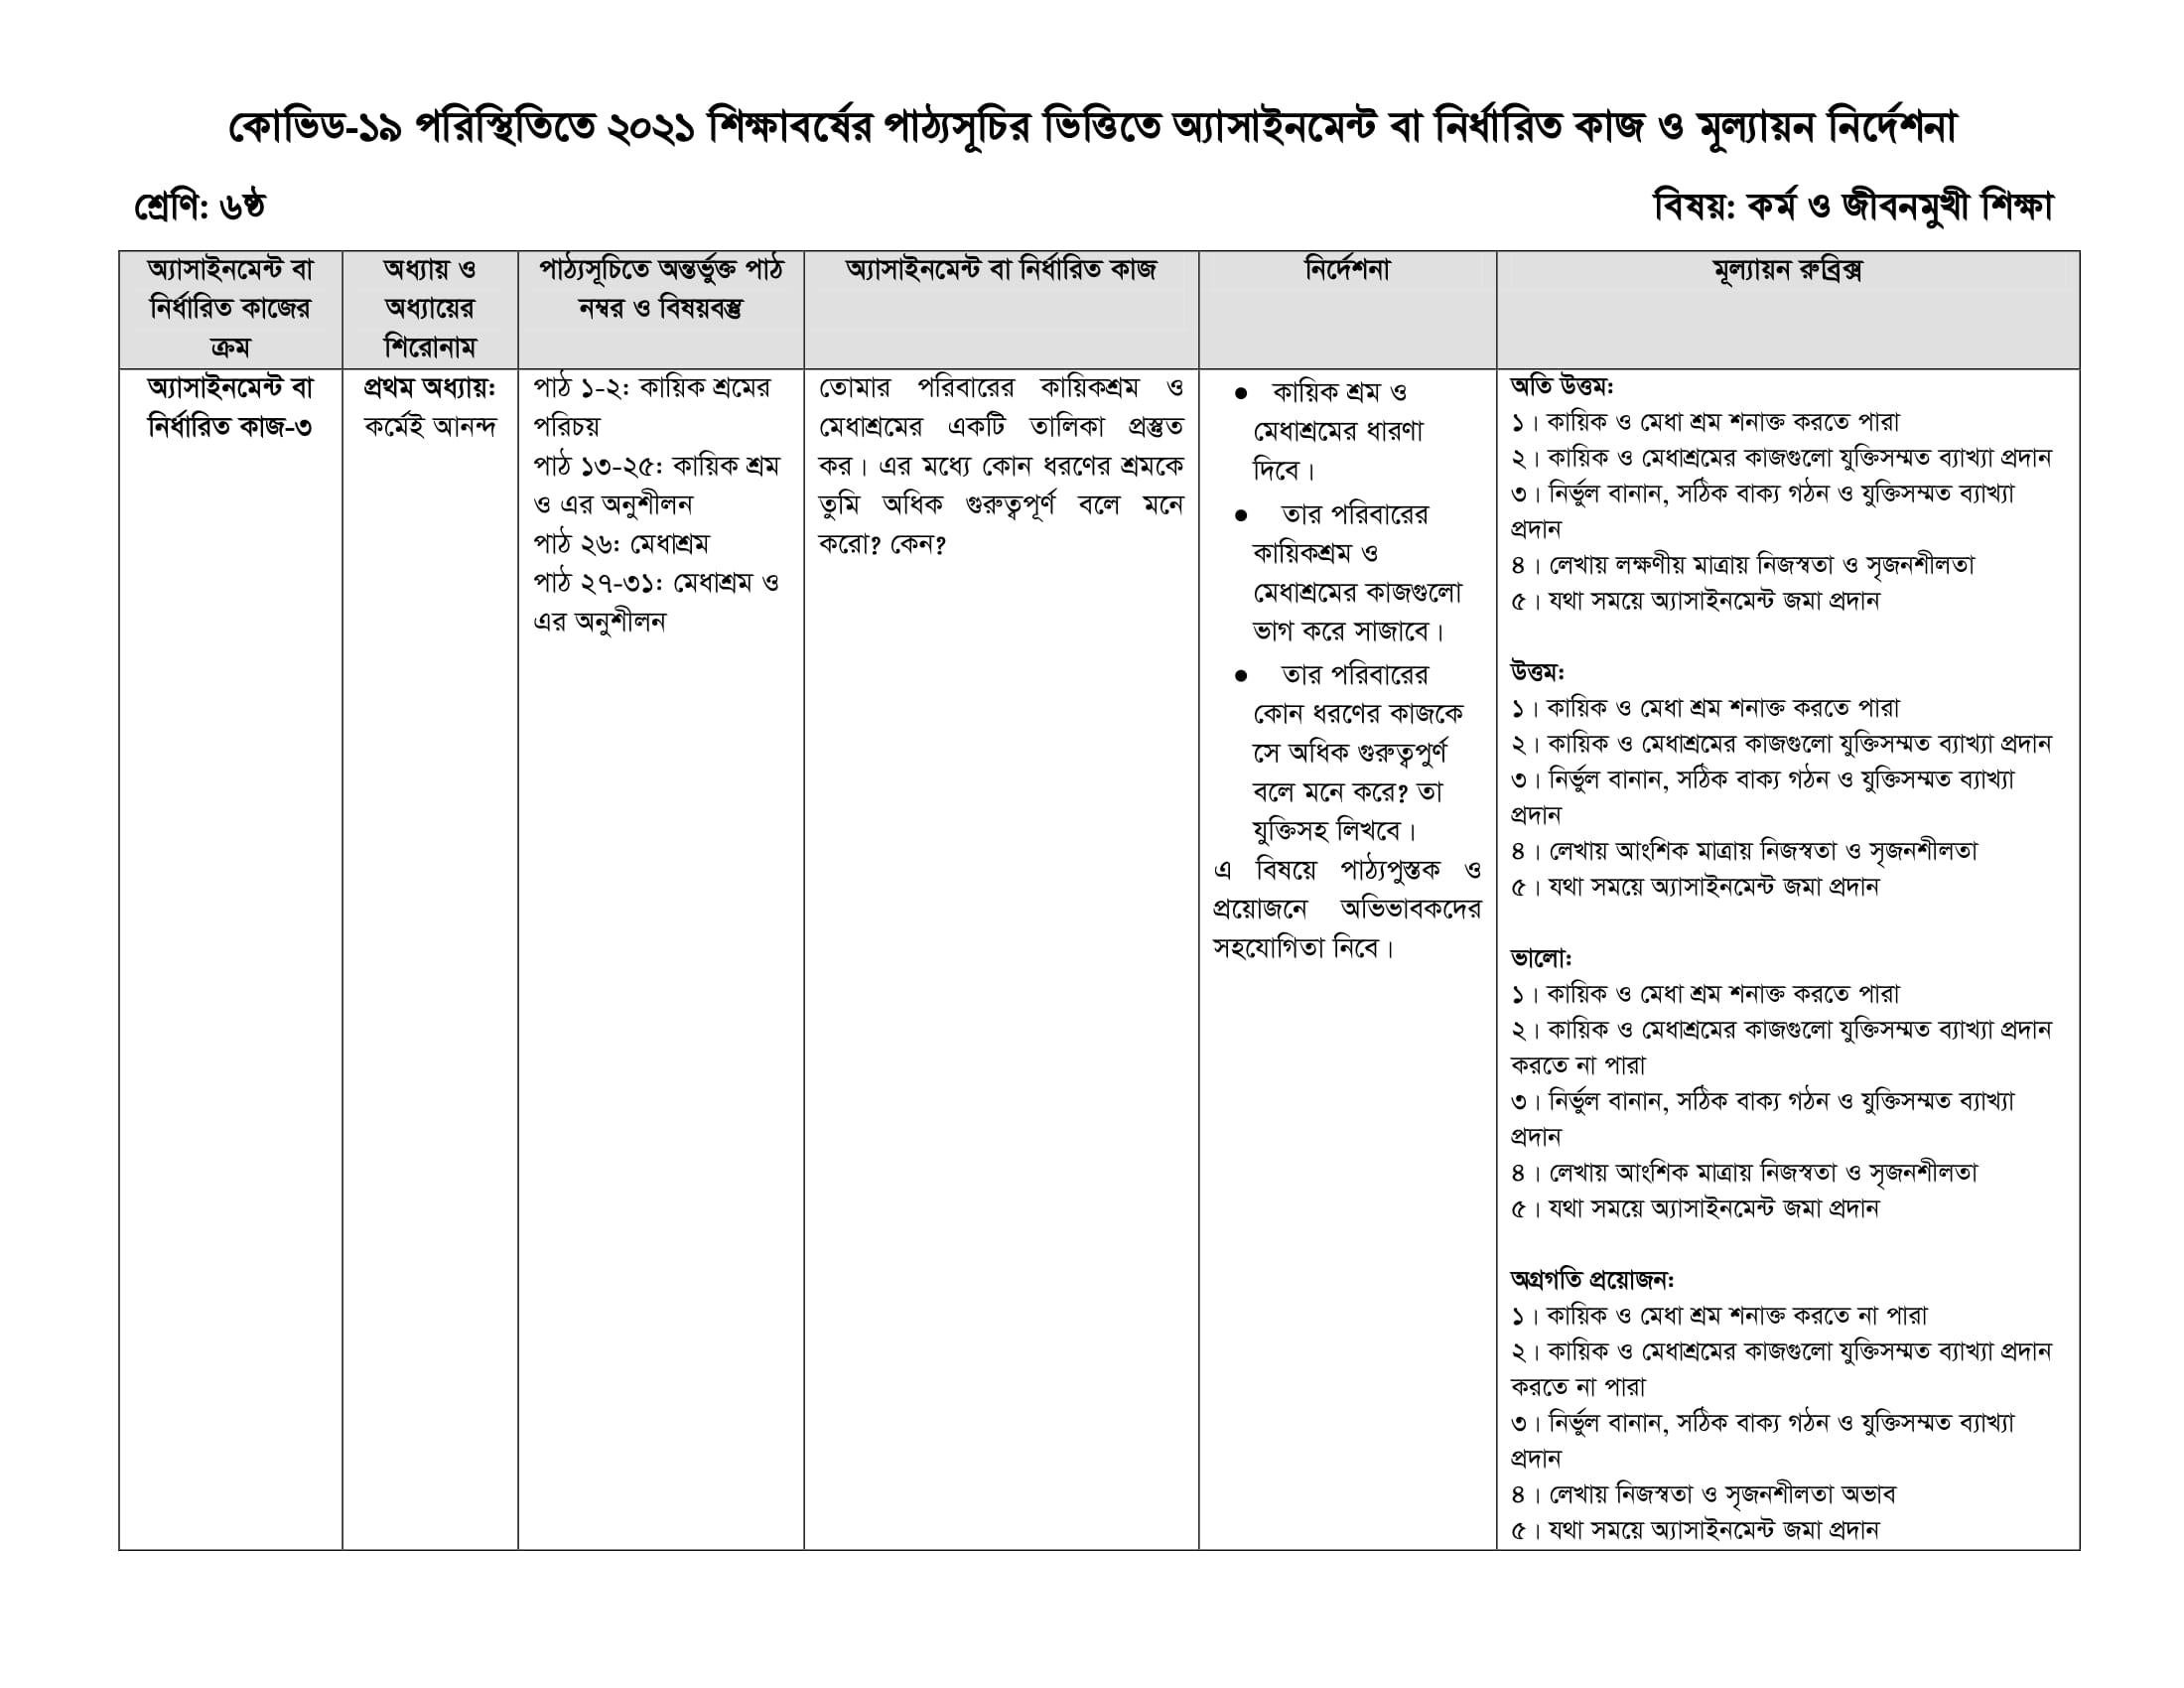 কোভিড-১৯ পরিস্থিতিতে ২০২১ শিক্ষাবর্ষের পাঠ্যসূচির ভিত্তিতে অ্যাসাইনমেন্ট বা নির্ধারিত কাজ ও মূল্যায়ন নির্দেশনা
শ্রেণি: ৬ষ্ঠ
বিষয়: কর্ম ও জীবনমুখী শিক্ষা
অ্যাসাইনমেন্ট বা
নির্ধারিত কাজের
ক্রম
অধ্যায় ও
অধ্যায়ের
শিরোনাম
পাঠ্যসূচিতে অন্তর্ভুক্ত পাঠ
নম্বর ও বিষয়বস্তু
অ্যাসাইনমেন্ট বা নির্ধারিত কাজ
নির্দেশনা
মূল্যায়ন রুব্রিক্স
অ্যাসাইনমেন্ট বা
নির্ধারিত কাজ-৩
প্রথম অধ্যায়:
কর্মেই আনন্দ
পাঠ ১-২: কায়িক শ্রমের
পরিচয়
পাঠ ১৩-২৫: কায়িক শ্রম
ও এর অনুশীলন
পাঠ ২৬: মেধাশ্রম
পাঠ ২৭-৩১: মেধাশ্রম ও
এর অনুশীলন
তোমার পরিবারের কায়িকশ্রম ও
মেধাশ্রমের একটি তালিকা প্রস্তুত
কর। এর মধ্যে কোন ধরণের শ্রমকে
তুমি অধিক গুরুত্বপূর্ণ বলে মনে
করো? কেন?
● কায়িক শ্রম ও
মেধাশ্রমের ধারণা
দিবে।
● তার পরিবারের
কায়িকশ্রম ও
মেধাশ্রমের কাজগুলো
ভাগ করে সাজাবে।
● তার পরিবারের
কোন ধরণের কাজকে
সে অধিক গুরুত্বপুর্ণ
বলে মনে করে? তা
যুক্তিসহ লিখবে।
এ বিষয়ে পাঠ্যপুস্তক ও
প্রয়োজনে অভিভাবকদের
সহযোগিতা নিবে।
অতি উত্তম:
১। কায়িক ও মেধা শ্রম শনাক্ত করতে পারা
২। কায়িক ও মেধাশ্রমের কাজগুলো যুক্তিসম্মত ব্যাখ্যা প্রদান
৩। নির্ভুল বানান, সঠিক বাক্য গঠন ও যুক্তিসম্মত ব্যাখ্যা
প্রদান
৪। লেখায় লক্ষণীয় মাত্রায় নিজস্বতা ও সৃজনশীলতা
৫। যথা সময়ে অ্যাসাইনমেন্ট জমা প্রদান
উত্তম:
১। কায়িক ও মেধা শ্রম শনাক্ত করতে পারা
২। কায়িক ও মেধাশ্রমের কাজগুলো যুক্তিসম্মত ব্যাখ্যা প্রদান
৩। নির্ভুল বানান, সঠিক বাক্য গঠন ও যুক্তিসম্মত ব্যাখ্যা
প্রদান
৪। লেখায় আংশিক মাত্রায় নিজস্বতা ও সৃজনশীলতা
৫। যথা সময়ে অ্যাসাইনমেন্ট জমা প্রদান
ভালো:
১। কায়িক ও মেধা শ্রম শনাক্ত করতে পারা
২। কায়িক ও মেধাশ্রমের কাজগুলো যুক্তিসম্মত ব্যাখ্যা প্রদান
করতে না পারা
৩। নির্ভুল বানান, সঠিক বাক্য গঠন ও যুক্তিসম্মত ব্যাখ্যা
প্রদান
৪। লেখায় আংশিক মাত্রায় নিজস্বতা ও সৃজনশীলতা
৫। যথা সময়ে অ্যাসাইনমেন্ট জমা প্রদান
অগ্রগতি প্রয়োজন:
১। কায়িক ও মেধা শ্রম শনাক্ত করতে না পারা
২। কায়িক ও মেধাশ্রমের কাজগুলো যুক্তিসম্মত ব্যাখ্যা প্রদান
করতে না পারা
৩। নির্ভুল বানান, সঠিক বাক্য গঠন ও যুক্তিসম্মত ব্যাখ্যা
প্রদান
৪। লেখায় নিজস্বতা ও সৃজনশীলতা অভাব
৫। যথা সময়ে অ্যাসাইনমেন্ট জমা প্রদান